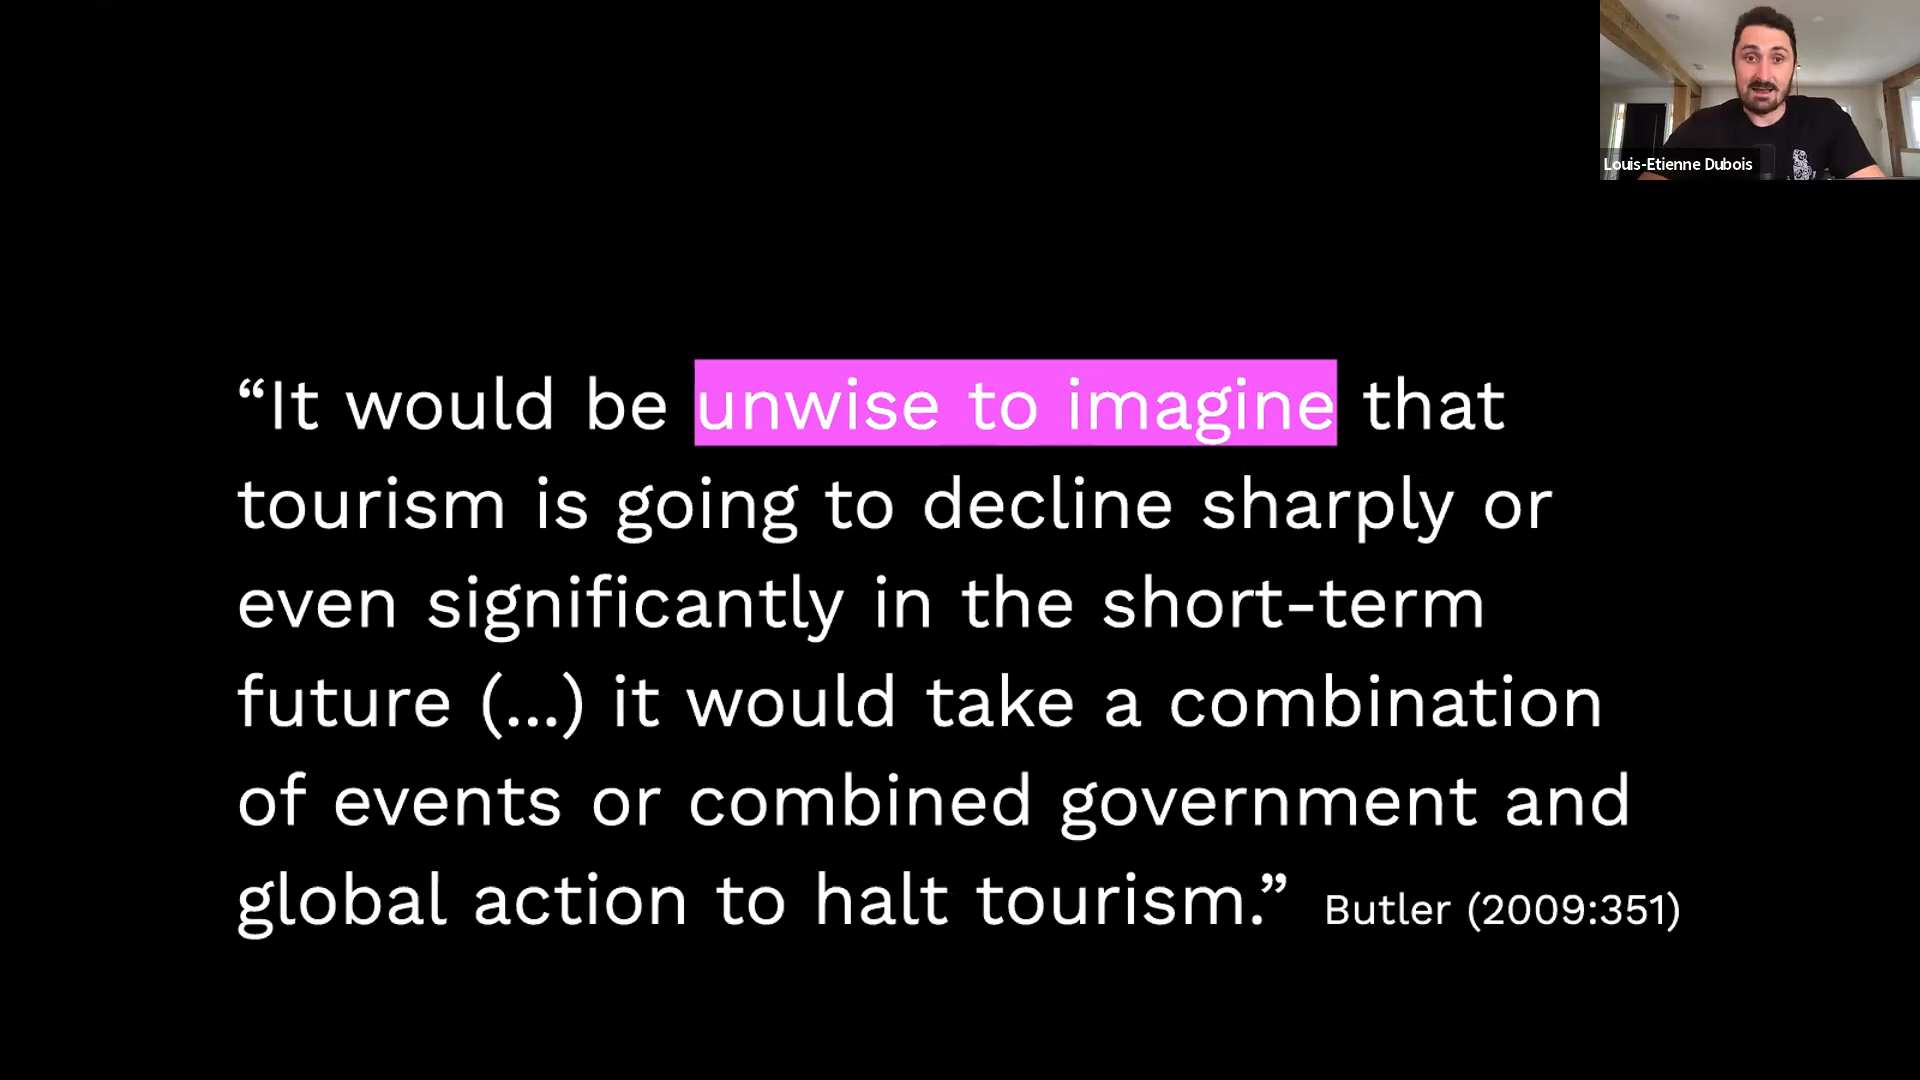 Louis-Etienne Dubois
“It would be unwise to imagine that
tourism is going to decline sharply or
even significantly in the short-term
future (...) it would take a combination
of events or combined government and
global action to halt tourism.” Butler (2009:351)